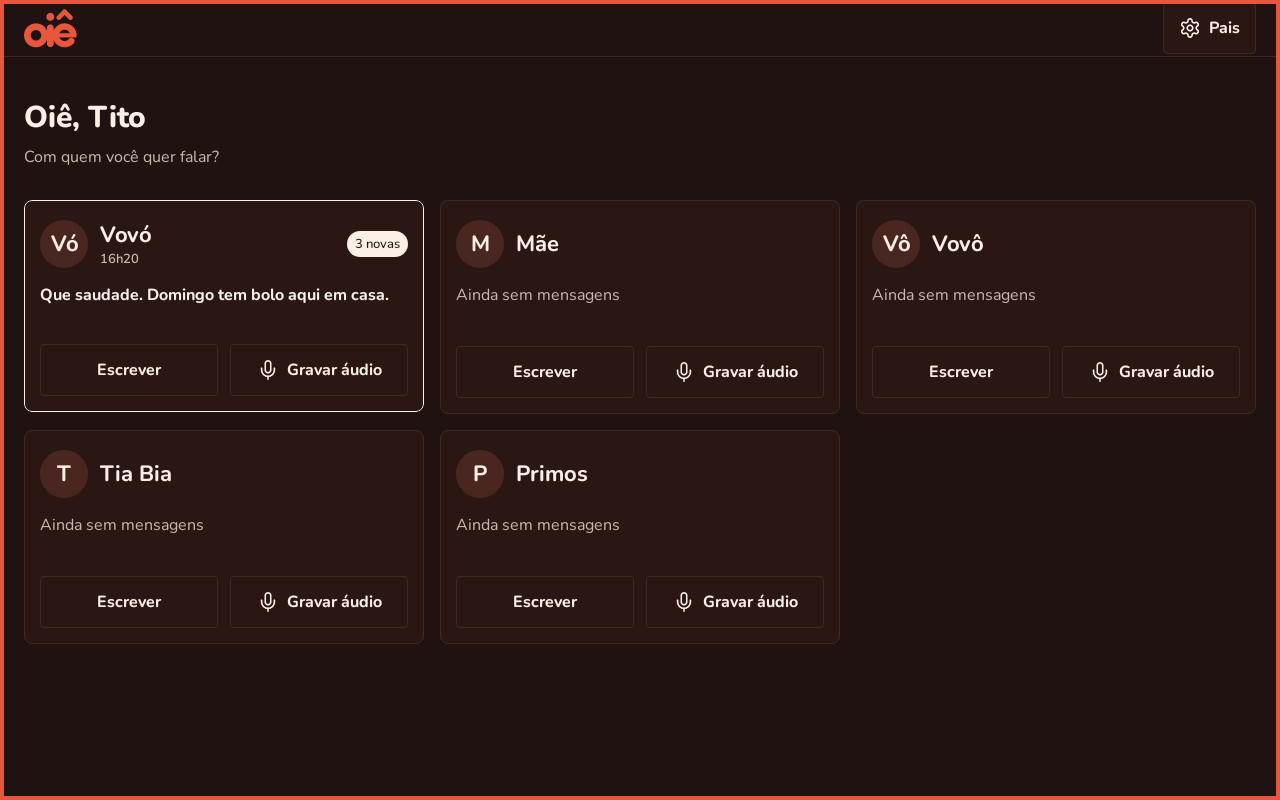 oiê
Pais
Oiê, Tito
Com quem você quer falar?
Vó
Vovó
16h20
3 novas
Que saudade. Domingo tem bolo aqui em casa.
Escrever
Gravar áudio
M
Mãe
Ainda sem mensagens
Escrever
Gravar áudio
Vô
Vovô
Ainda sem mensagens
Escrever
Gravar áudio
T
Tia Bia
Ainda sem mensagens
Escrever
Gravar áudio
P
Primos
Ainda sem mensagens
Escrever
Gravar áudio